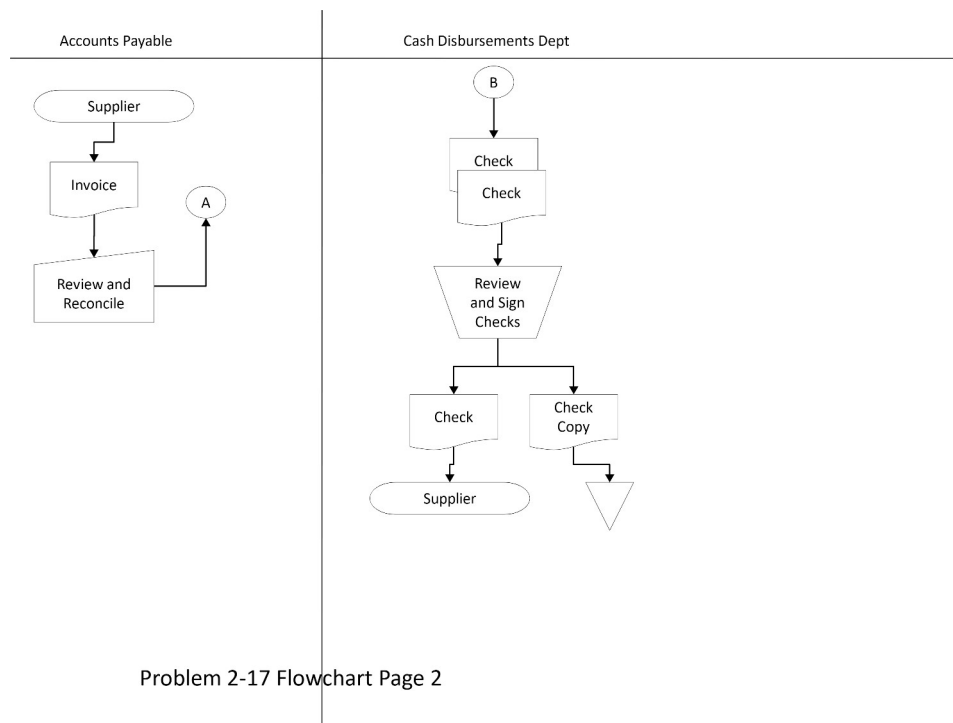 Accounts Payable
Cash Disbursements Dept
Supplier
Invoice
A
Review and
Reconcile
B
Check
Check
Review
and Sign
Checks
Check
Check
Copy
Supplier
Problem 2-17 Flowchart Page 2